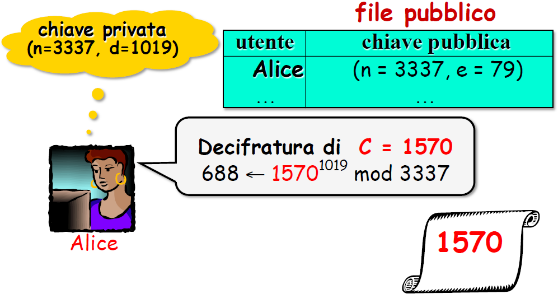 file pubblico
chiave privata
(n=3337, d=1019)
utente chiave pubblica
Alice (n = 3337, e = 79)
... ...
Decifratura di C = 1570
688 ← 1570^1019 mod 3337
Alice
1570